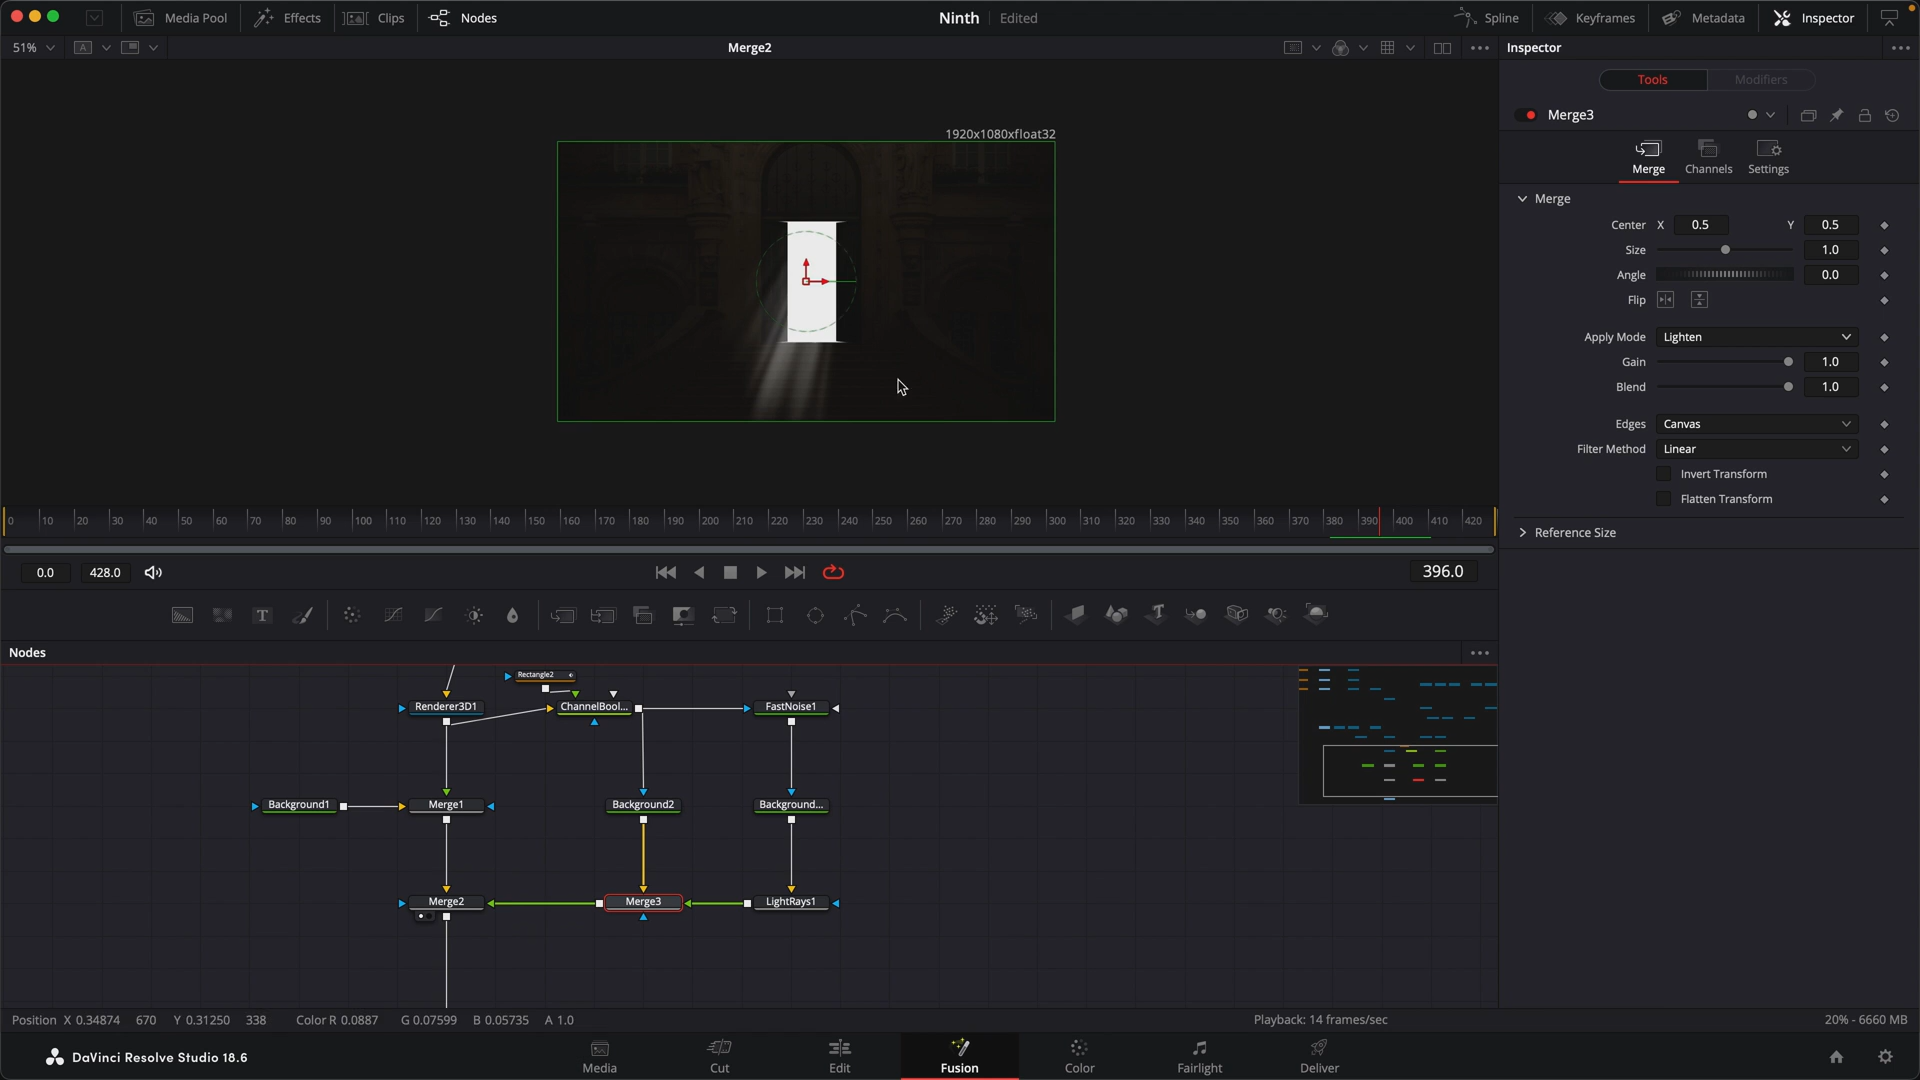 Media Pool
Effects
Clips
Nodes
Ninth
Edited
Spline
Keyframes
Metadata
Inspector
51%
A
Merge2
Inspector
Tools
Modifiers
Merge3
Merge
Channels
Settings
1920x1080xfloat32
Merge
Center X 0.5 Y 0.5
Size 1.0
Angle 0.0
Flip
Apply Mode Lighten
Gain 1.0
Blend 1.0
Edges Canvas
Filter Method Linear
Invert Transform
Flatten Transform
Reference Size
0 10 20 30 40 50 60 70 80 90 100 110 120 130 140 150 160 170 180 190 200 210 220 230 240 250 260 270 280 290 300 310 320 330 340 350 360 370 380 390 400 410 420
0.0
428.0
396.0
T
Nodes
Rectangle2
Renderer3D1
ChannelBool...
FastNoise1
Background1
Merge1
Background2
Background...
Merge2
Merge3
LightRays1
Position X 0.34874 670 Y 0.31250 338 Color R 0.0887 G 0.07599 B 0.05735 A 1.0
Playback: 14 frames/sec
20% - 6660 MB
DaVinci Resolve Studio 18.6
Media
Cut
Edit
Fusion
Color
Fairlight
Deliver